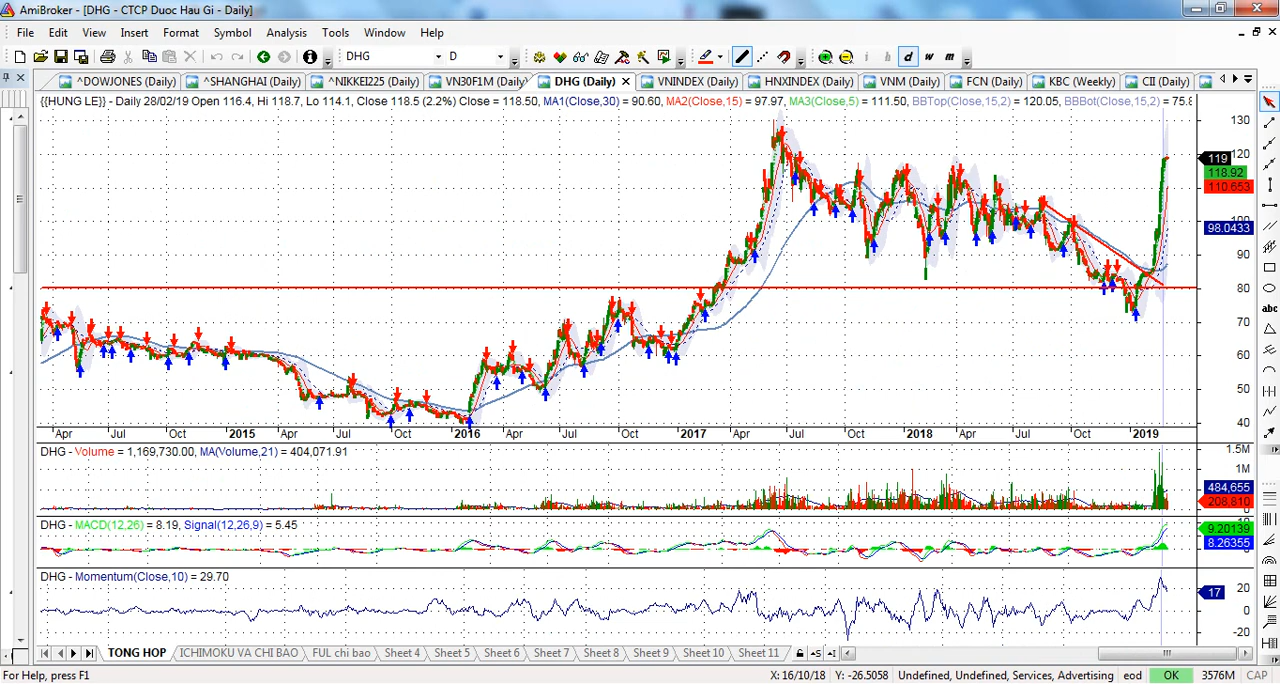 AmiBroker - [DHG - CTCP Duoc Hau Gi - Daily]
File Edit View Insert Format Symbol Analysis Tools Window Help
DHG D i h d w m
^DOWJONES (Daily) ^SHANGHAI (Daily) ^NIKKEI225 (Daily) VN30F1M (Daily) DHG (Daily) VNINDEX (Daily) HNXINDEX (Daily) VNM (Daily) FCN (Daily) KBC (Weekly) CII (Daily)
{{HUNG LE}} - Daily 28/02/19 Open 116.4, Hi 118.7, Lo 114.1, Close 118.5 (2.2%) Close = 118.50, MA1(Close,30) = 90.60, MA2(Close,15) = 97.97, MA3(Close,5) = 111.50, BBTop(Close,15,2) = 120.05, BBBot(Close,15,2) = 75.8
130
120
119
118.92
110.653
100
98.0433
90
80
70
60
50
40
Apr Jul Oct 2015 Apr Jul Oct 2016 Apr Jul Oct 2017 Apr Jul Oct 2018 Apr Jul Oct 2019
abc
DHG - Volume = 1,169,730.00, MA(Volume,21) = 404,071.91
1.5M
1M
484,655
208,810
DHG - MACD(12,26) = 8.19, Signal(12,26,9) = 5.45
9.20139
8.26355
DHG - Momentum(Close,10) = 29.70
20
17
0
-20
TONG HOP ICHIMOKU VA CHI BAO FUL chi bao Sheet 4 Sheet 5 Sheet 6 Sheet 7 Sheet 8 Sheet 9 Sheet 10 Sheet 11
For Help, press F1 X: 16/10/18 Y: -26.5058 Undefined, Undefined, Services, Advertising eod OK 3576M CAP